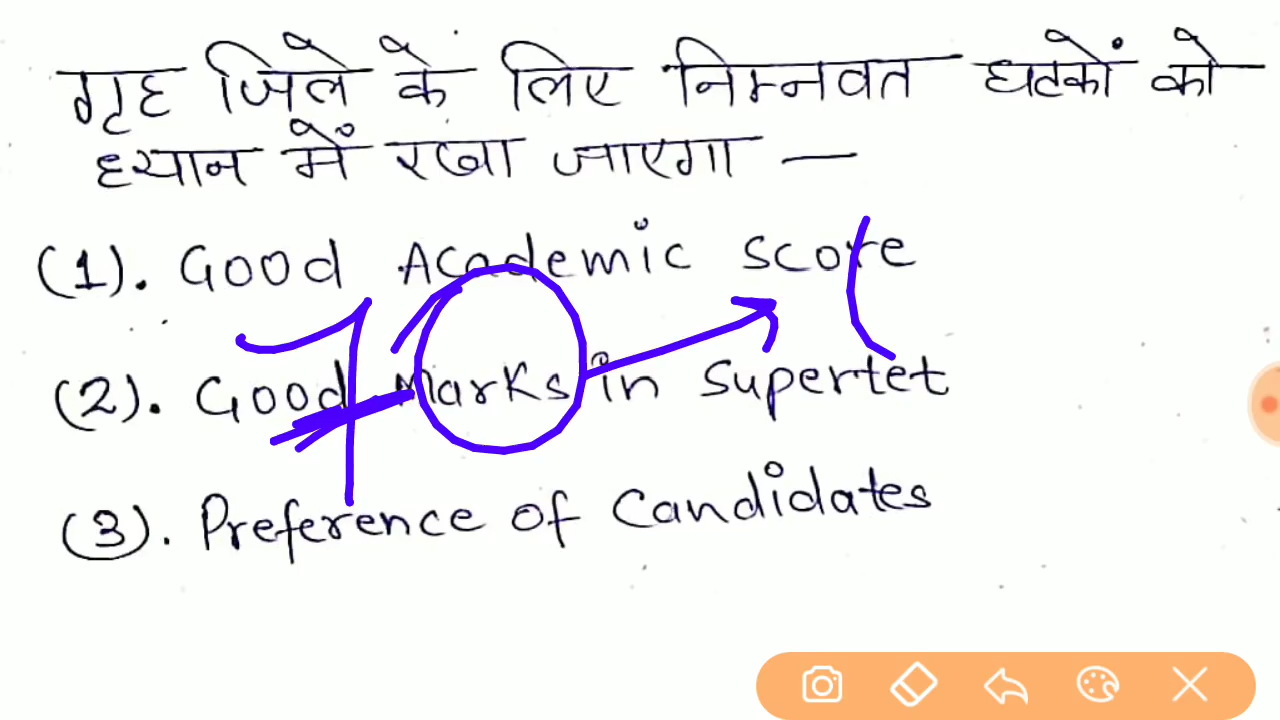 गृह जिले के लिए निम्नवत घटकों को
ध्यान में रखा जाएगा —
(1). Good Academic Score
(2). Good Marks in Supertet
(3). Preference of Candidates